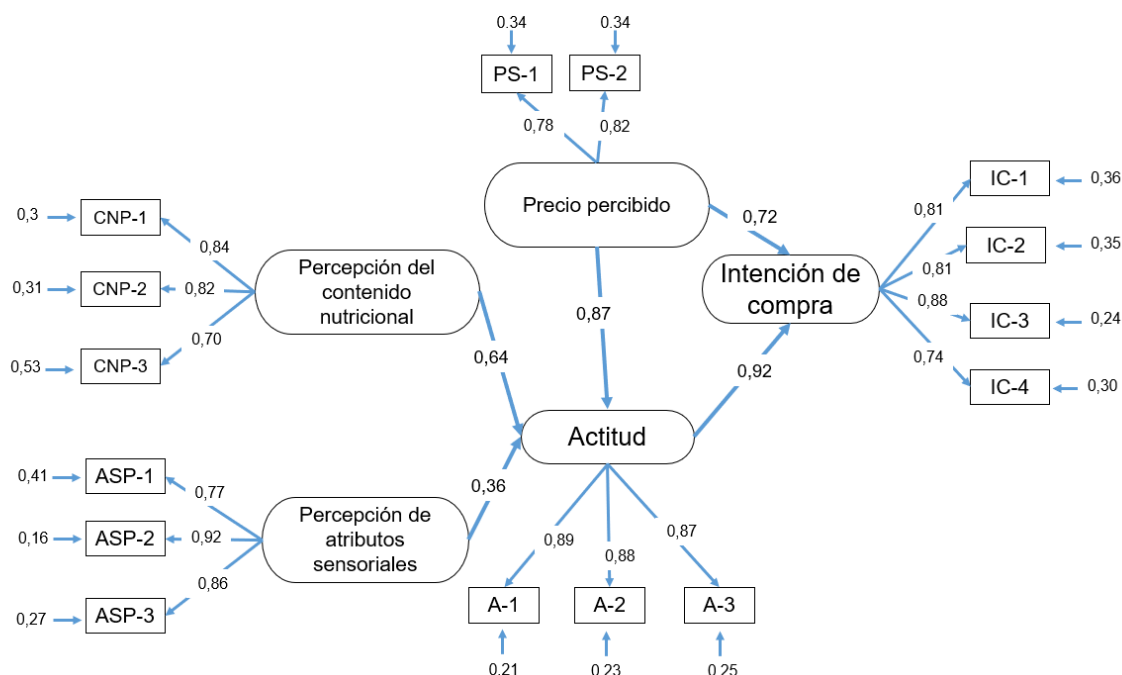 0.34
0.34
PS-1
PS-2
0,78
0,82
Precio percibido
0,72
0,87
IC-1
0,36
0,81
IC-2
0,35
0,81
Intención de
compra
0,88
IC-3
0,24
0,74
IC-4
0,30
0,92
0,3
CNP-1
0,84
0,31
CNP-2
0,82
0,70
0,53
CNP-3
Percepción del
contenido
nutricional
0,64
Actitud
0,41
ASP-1
0,77
0,16
ASP-2
0,92
0,86
0,27
ASP-3
Percepción de
atributos
sensoriales
0,36
0,89
0,88
0,87
A-1
A-2
A-3
0,21
0,23
0,25